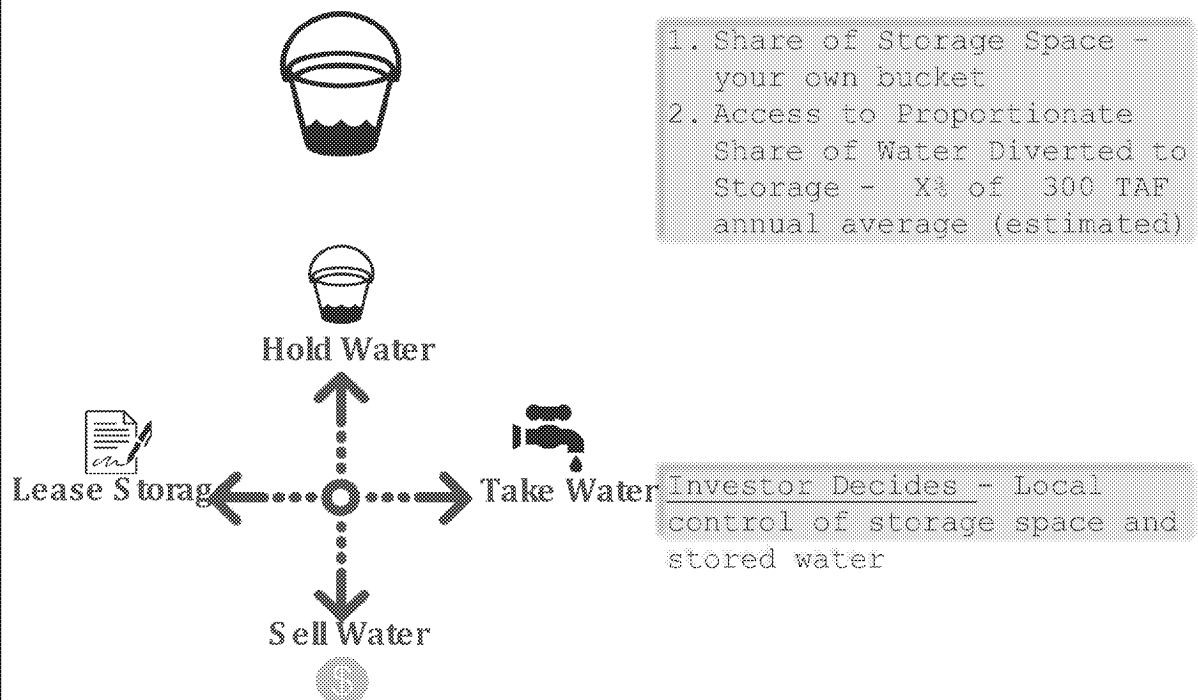 1. Share of Storage Space –
your own bucket
2. Access to Proportionate
Share of Water Diverted to
Storage – X% of 300 TAF
annual average (estimated)
Hold Water
Lease Storag
Take Water
Investor Decides – Local
control of storage space and
stored water
Sell Water
$